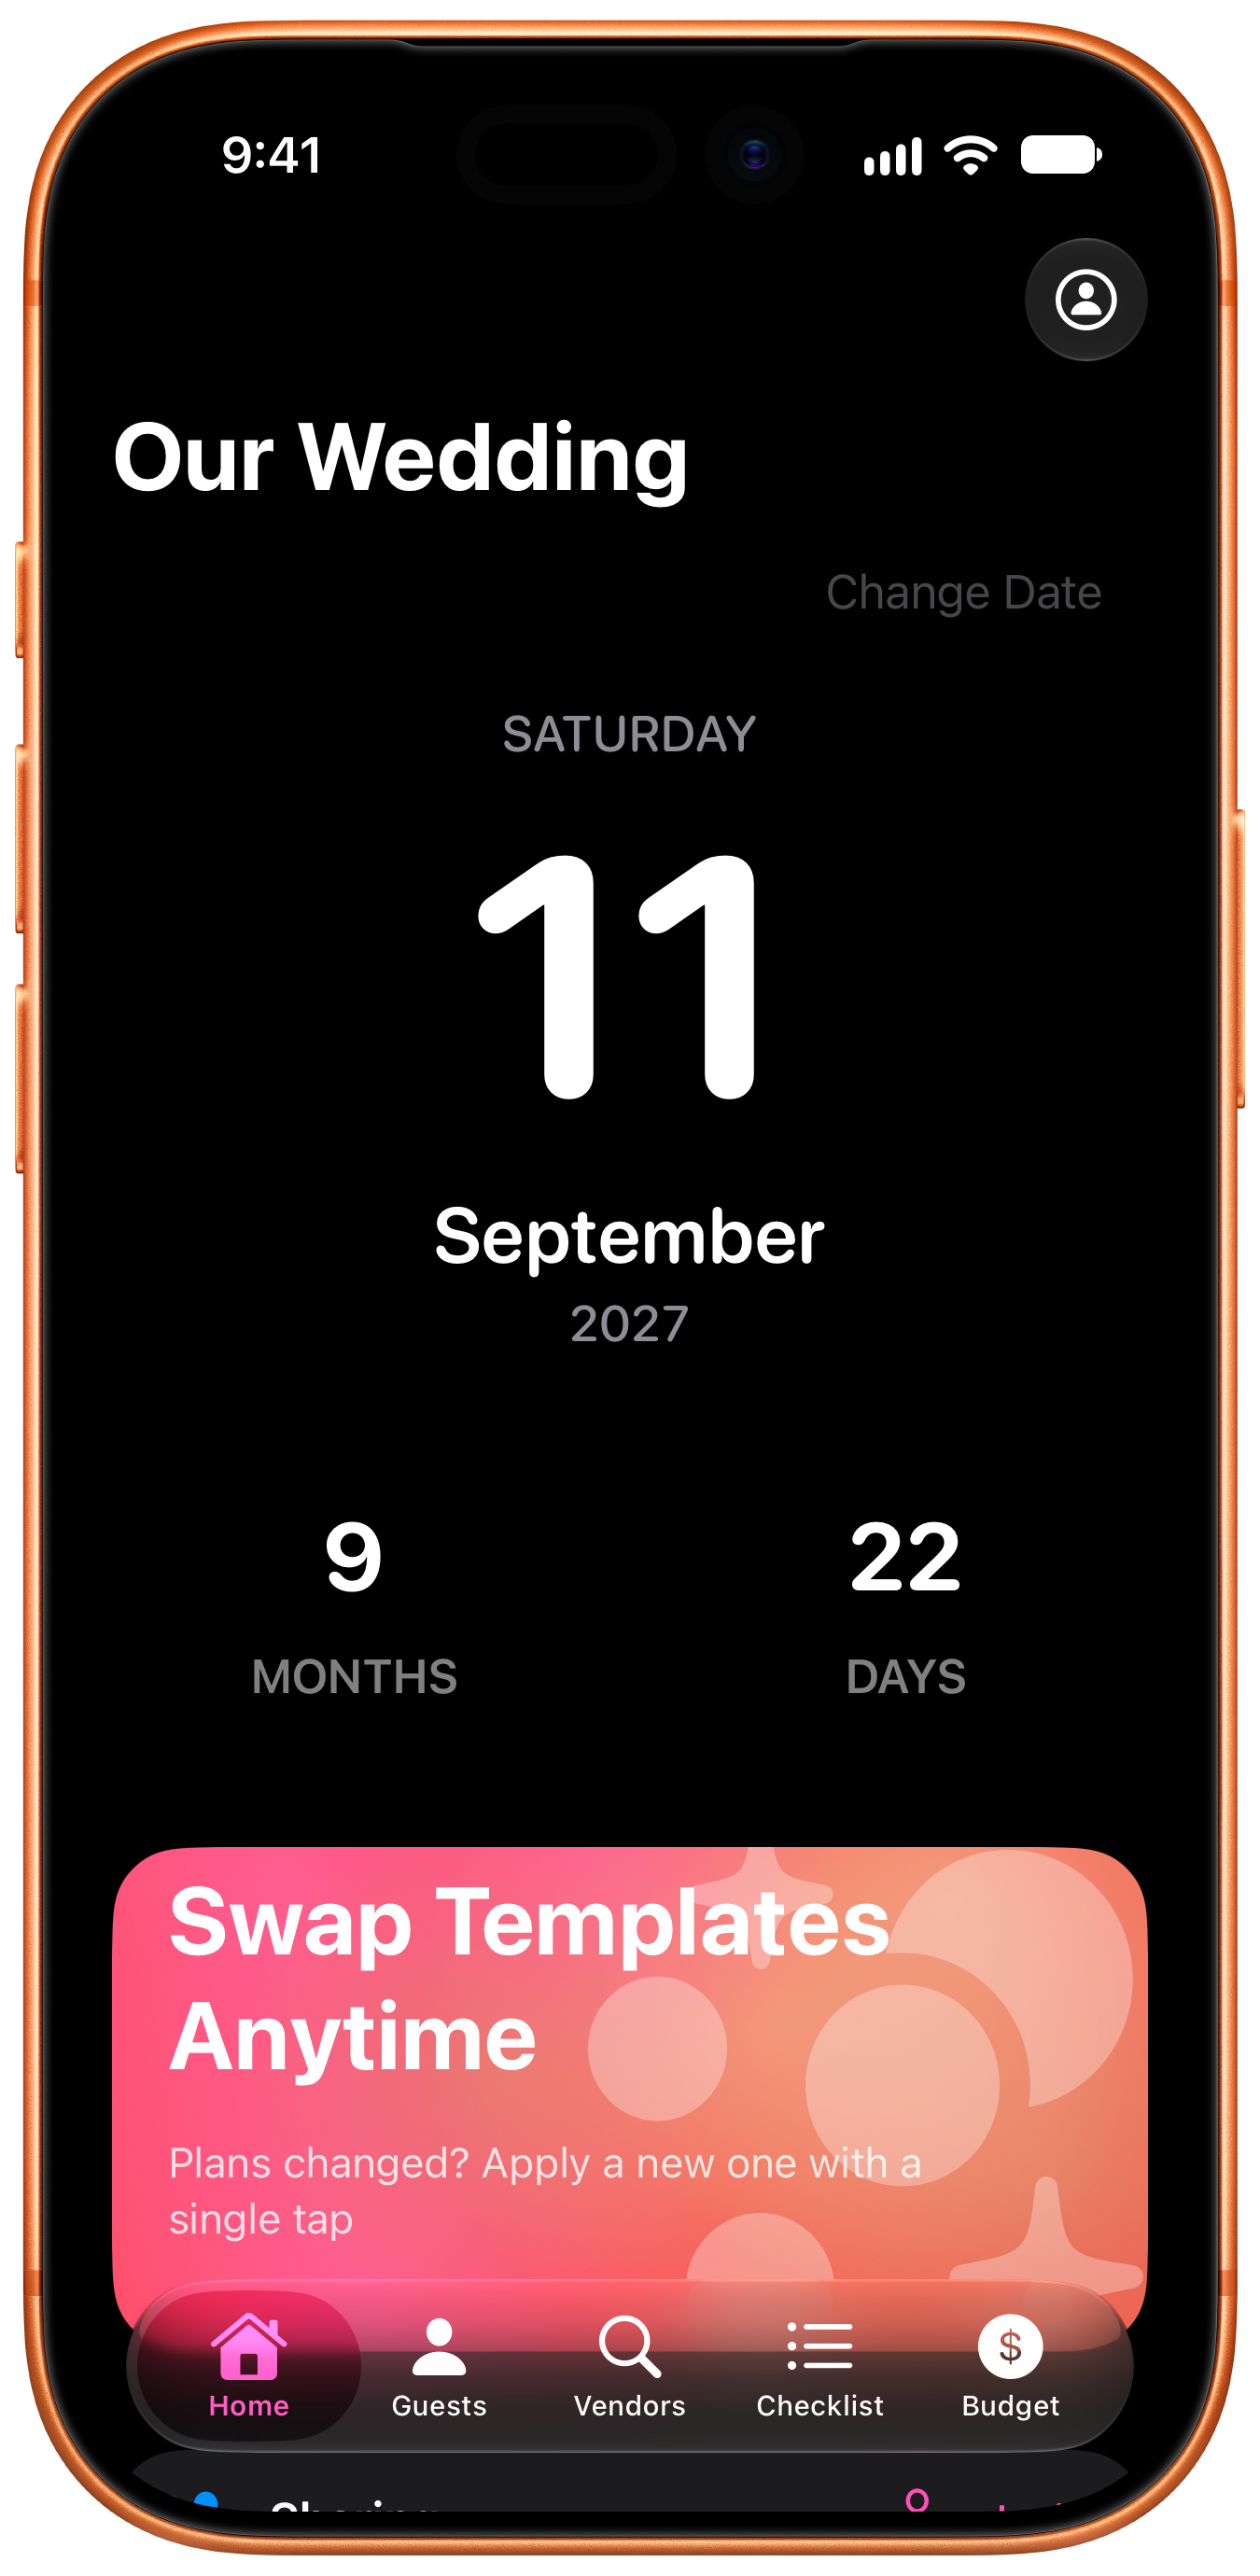 9:41
Our Wedding
Change Date
SATURDAY
11
September
2027
9 22
MONTHS DAYS
Swap Templates
Anytime
Plans changed? Apply a new one with a
single tap
$
Home Guests Vendors Checklist Budget